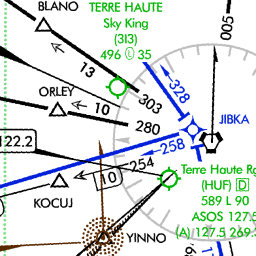 BLANO
TERRE HAUTE
Sky King
(3I3)
496 Ⓛ 35
005
13
328
303
ORLEY
10
280
JIBKA
122.2
258
254
10
Terre Haute R
(HUF) D
589 L 90
KOCUJ
ASOS 127.5
YINNO
(A) 127.5 269.